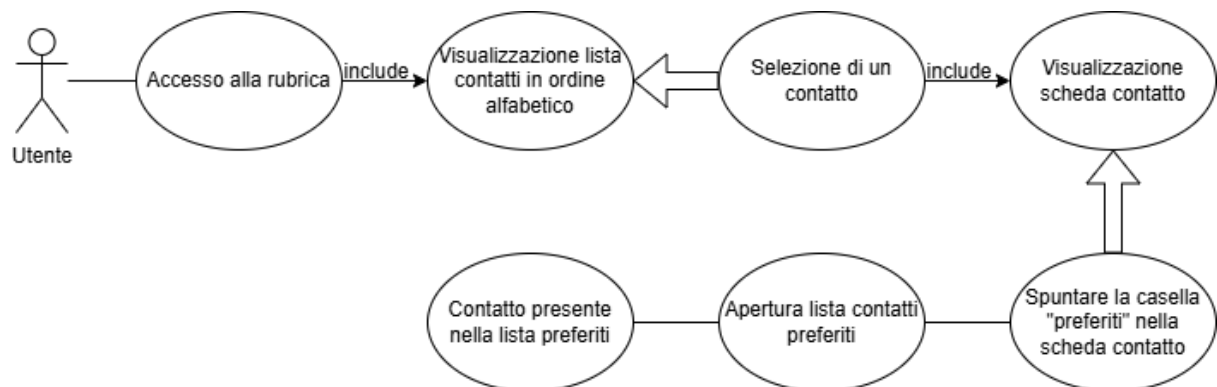 Utente
Accesso alla rubrica
include
Visualizzazione lista
contatti in ordine
alfabetico
Selezione di un
contatto
include
Visualizzazione
scheda contatto
Contatto presente
nella lista preferiti
Apertura lista contatti
preferiti
Spuntare la casella
"preferiti" nella
scheda contatto